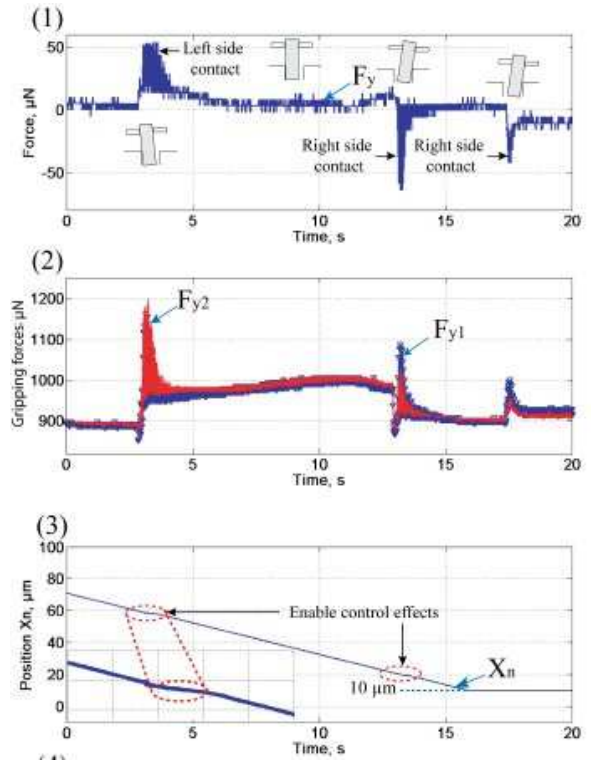 (1)
50
0
-50
Force, μN
Left side
contact
Fy
Right side
contact
Right side
contact
0 5 10 15 20
Time, s
(2)
1200
1100
1000
900
Gripping forces μN
Fy2
Fy1
0 5 10 15 20
Time, s
(3)
100
80
60
40
20
0
Position Xn, μm
Enable control effects
10 μm
Xn
0 5 10 15 20
Time, s